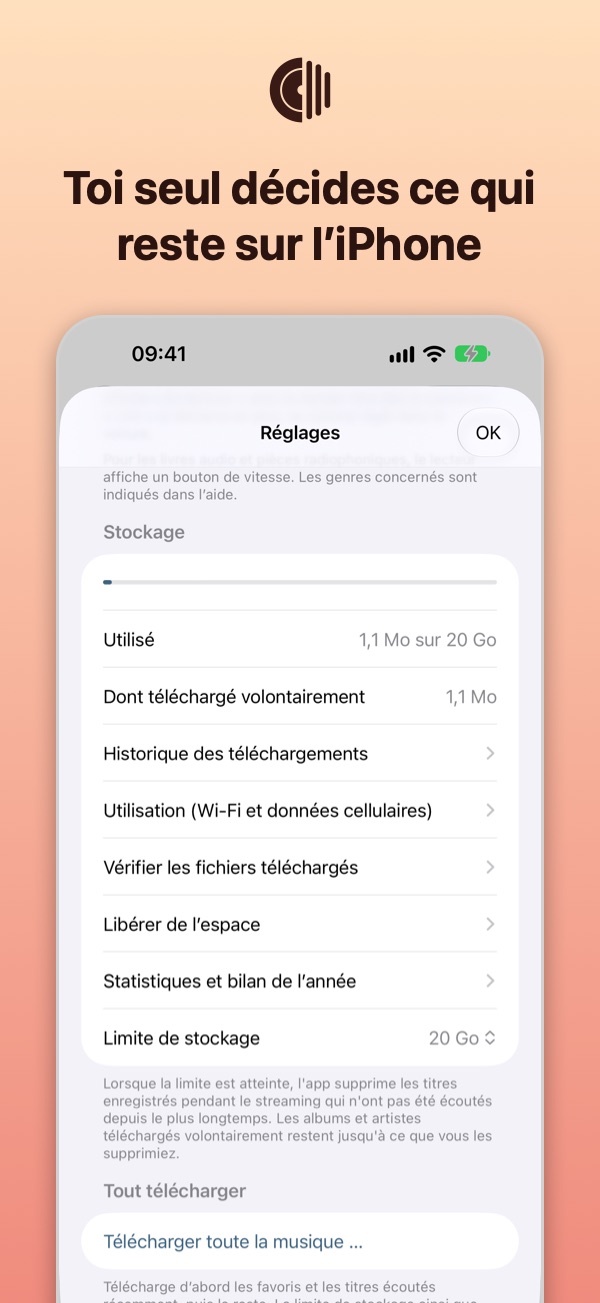 Toi seul décides ce qui
reste sur l’iPhone
09:41
Réglages
OK
affiche un bouton de vitesse. Les genres concernés sont
indiqués dans l’aide.
Stockage
Utilisé
1,1 Mo sur 20 Go
Dont téléchargé volontairement
1,1 Mo
Historique des téléchargements
Utilisation (Wi-Fi et données cellulaires)
Vérifier les fichiers téléchargés
Libérer de l’espace
Statistiques et bilan de l’année
Limite de stockage
20 Go
Lorsque la limite est atteinte, l'app supprime les titres
enregistrés pendant le streaming qui n'ont pas été écoutés
depuis le plus longtemps. Les albums et artistes
téléchargés volontairement restent jusqu'à ce que vous les
supprimiez.
Tout télécharger
Télécharger toute la musique ...
Télécharge d’abord les favoris et les titres écoutés